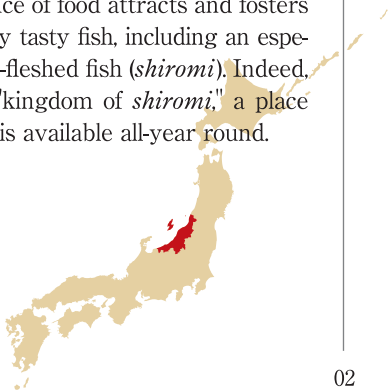 ce of food attracts and fosters
y tasty fish, including an espe-
-fleshed fish (shiromi). Indeed,
"kingdom of shiromi," a place
is available all-year round.
02